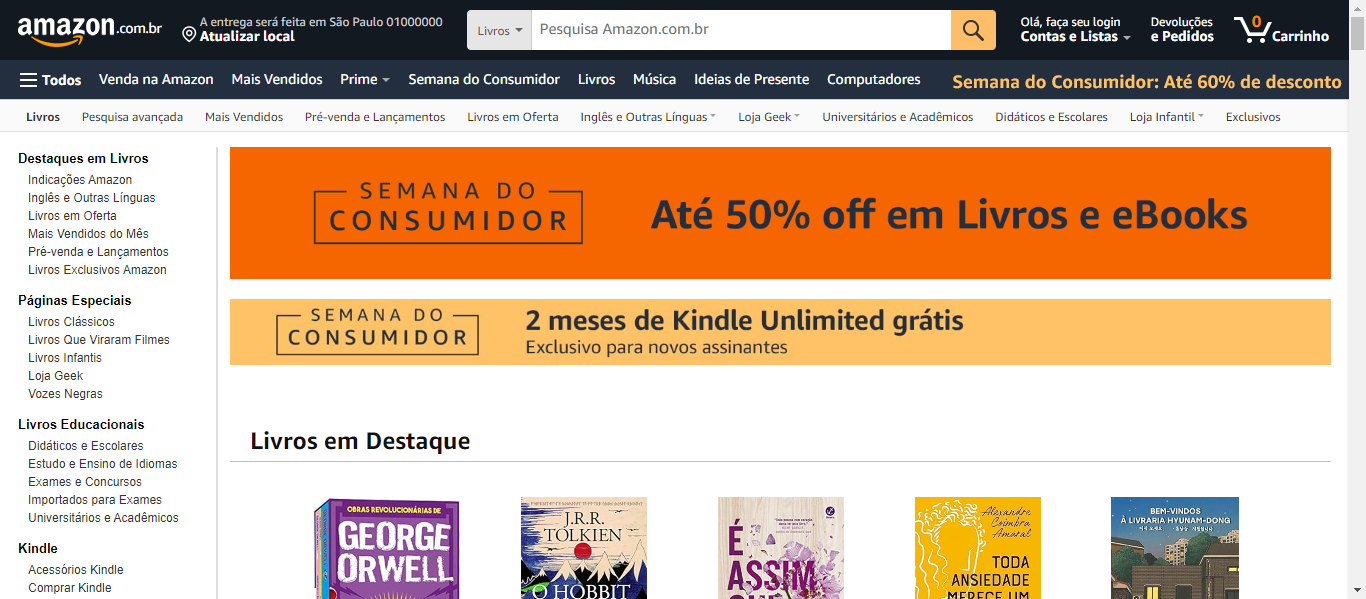 amazon.com.br
A entrega será feita em São Paulo 01000000
Atualizar local
Livros
Pesquisa Amazon.com.br
Olá, faça seu login
Contas e Listas
Devoluções
e Pedidos
0
Carrinho
Todos
Venda na Amazon
Mais Vendidos
Prime
Semana do Consumidor
Livros
Música
Ideias de Presente
Computadores
Semana do Consumidor: Até 60% de desconto
Livros
Pesquisa avançada
Mais Vendidos
Pré-venda e Lançamentos
Livros em Oferta
Inglês e Outras Línguas
Loja Geek
Universitários e Acadêmicos
Didáticos e Escolares
Loja Infantil
Exclusivos
Destaques em Livros
Indicações Amazon
Inglês e Outras Línguas
Livros em Oferta
Mais Vendidos do Mês
Pré-venda e Lançamentos
Livros Exclusivos Amazon
Páginas Especiais
Livros Clássicos
Livros Que Viraram Filmes
Livros Infantis
Loja Geek
Vozes Negras
Livros Educacionais
Didáticos e Escolares
Estudo e Ensino de Idiomas
Exames e Concursos
Importados para Exames
Universitários e Acadêmicos
Kindle
Acessórios Kindle
Comprar Kindle
SEMANA DO
CONSUMIDOR
Até 50% off em Livros e eBooks
SEMANA DO
CONSUMIDOR
2 meses de Kindle Unlimited grátis
Exclusivo para novos assinantes
Livros em Destaque
OBRAS REVOLUCIONÁRIAS DE
GEORGE
ORWELL
J.R.R.
TOLKIEN
O HOBBIT
É
ASSIM
Alexandre
Coimbra
Amaral
TODA
ANSIEDADE
MERECE UM
BEM-VINDOS
À LIVRARIA HYUNAM-DONG